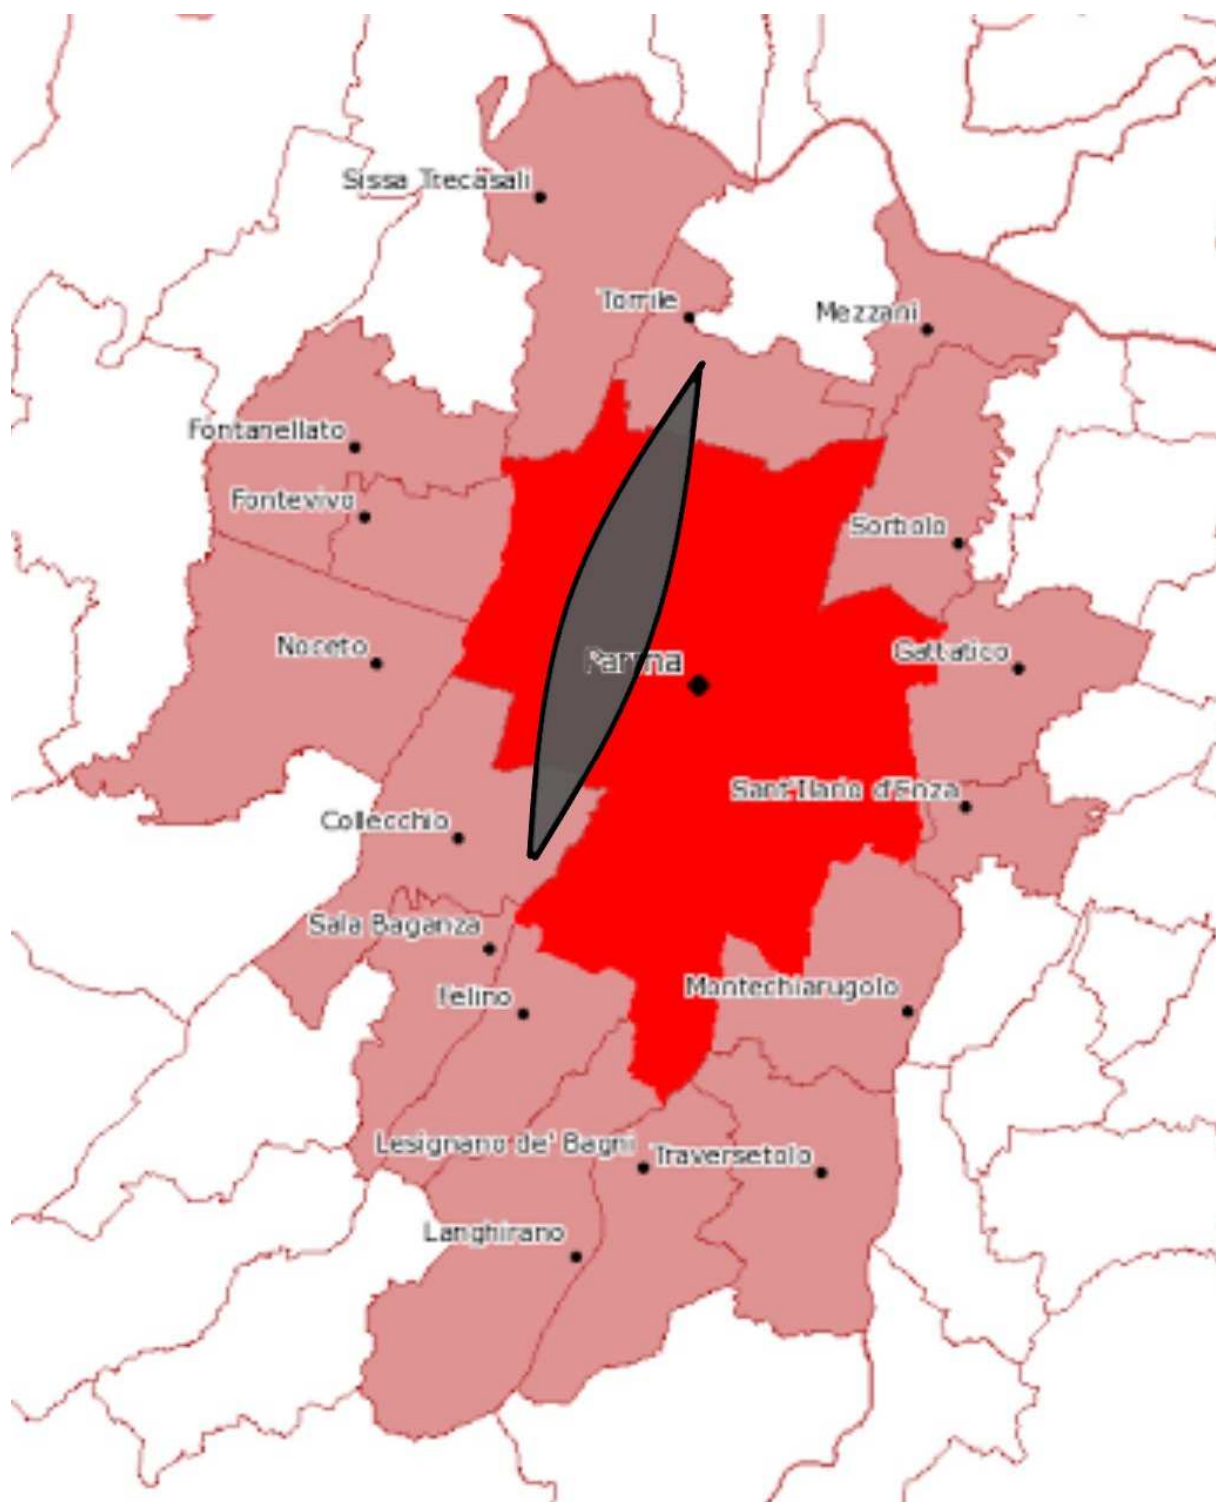 Sissa Trecasali
Torrile
Mezzani
Fontanellato
Fontevivo
Sorbolo
Noceto
Parma
Gattatico
Sant'Ilario d'Enza
Collecchio
Sala Baganza
Felino
Montechiarugolo
Lesignano de' Bagni
Traversetolo
Langhirano